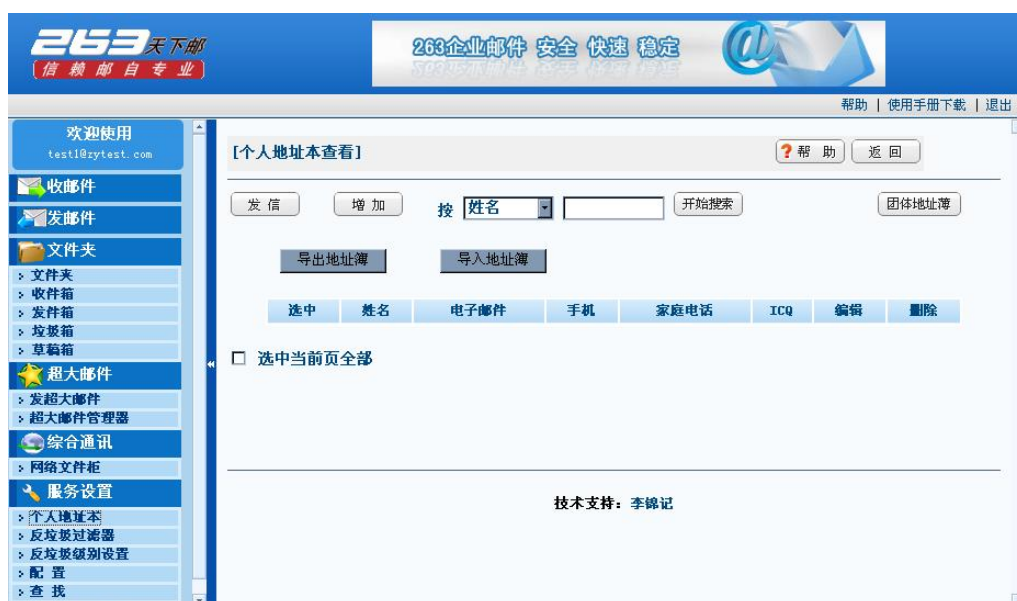 263天下邮
信赖邮自专业
263企业邮件 安全 快速 稳定
帮助 | 使用手册下载 | 退出
欢迎使用
test1@zytest.com
收邮件
发邮件
文件夹
文件夹
收件箱
发件箱
垃圾箱
草稿箱
超大邮件
发超大邮件
超大邮件管理器
综合通讯
网络文件柜
服务设置
个人地址本
反垃圾过滤器
反垃圾级别设置
配 置
查 找
[个人地址本查看]
?帮 助 返 回
发 信 增 加 按 姓名 开始搜索 团体地址薄
导出地址簿 导入地址簿
选中 姓名 电子邮件 手机 家庭电话 ICQ 编辑 删除
选中当前页全部
技术支持：李锦记